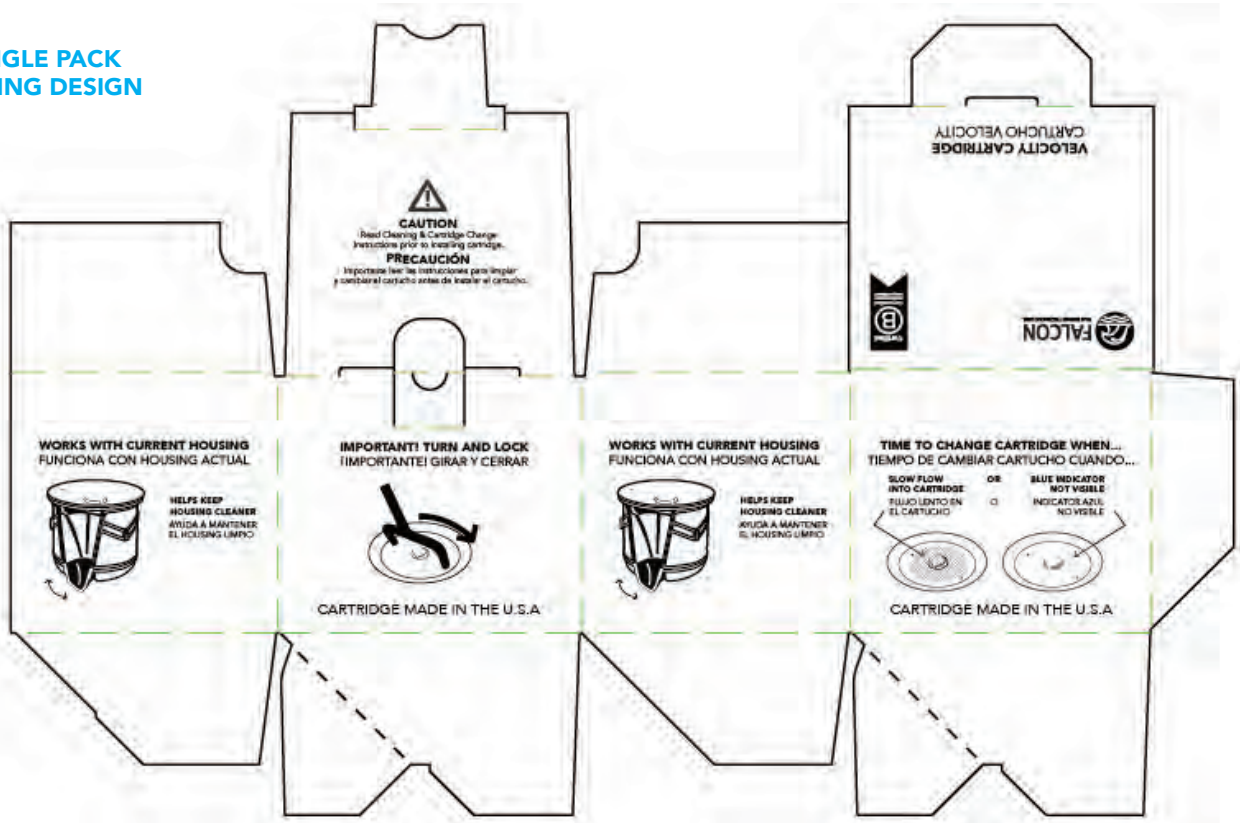 NGLE PACK
ING DESIGN
VELOCITY CARTRIDGE
CARTUCHO VELOCITY
CAUTION
Read Cleaning & Cartridge Change
Instructions prior to installing cartridge.
PRECAUCIÓN
Importante leer las instrucciones para limpiar
y cambiar el cartucho antes de instalar el cartucho.
Certified
B
FALCON
WORKS WITH CURRENT HOUSING
FUNCIONA CON HOUSING ACTUAL
HELPS KEEP
HOUSING CLEANER
AYUDA A MANTENER
EL HOUSING LIMPIO
IMPORTANT! TURN AND LOCK
!IMPORTANTE! GIRAR Y CERRAR
CARTRIDGE MADE IN THE U.S.A
WORKS WITH CURRENT HOUSING
FUNCIONA CON HOUSING ACTUAL
HELPS KEEP
HOUSING CLEANER
AYUDA A MANTENER
EL HOUSING LIMPIO
TIME TO CHANGE CARTRIDGE WHEN...
TIEMPO DE CAMBIAR CARTUCHO CUANDO...
SLOW FLOW
INTO CARTRIDGE
FLUJO LENTO EN
EL CARTUCHO
OR
O
BLUE INDICATOR
NOT VISIBLE
INDICATOR AZUL
NO VISIBLE
CARTRIDGE MADE IN THE U.S.A